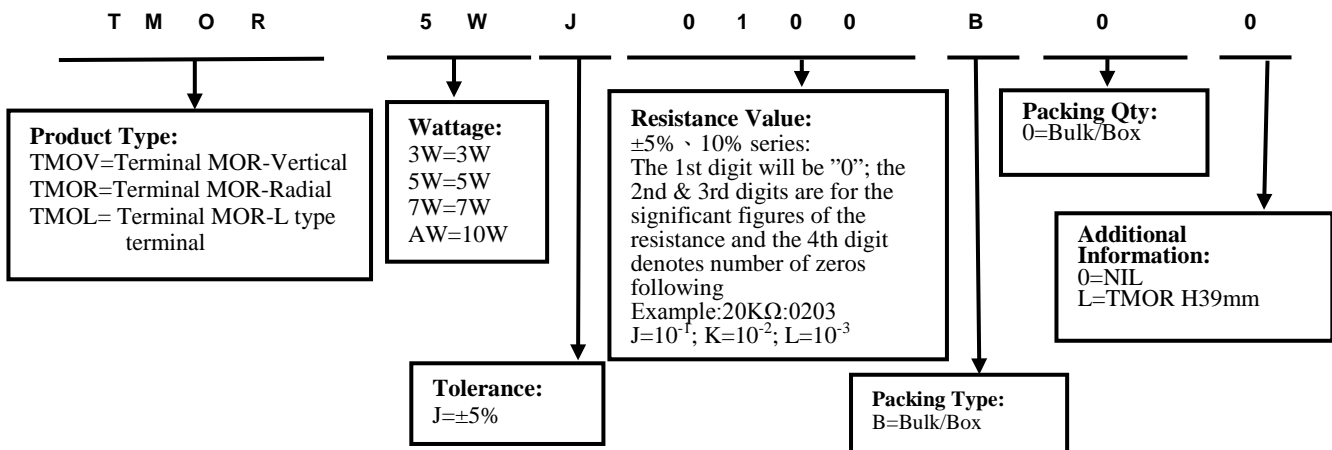 T M O R 5 W J 0 1 0 0 B 0 0
Product Type:
TMOV=Terminal MOR-Vertical
TMOR=Terminal MOR-Radial
TMOL= Terminal MOR-L type
terminal
Wattage:
3W=3W
5W=5W
7W=7W
AW=10W
Resistance Value:
±5%、10% series:
The 1st digit will be ”0”; the
2nd & 3rd digits are for the
significant figures of the
resistance and the 4th digit
denotes number of zeros
following
Example:20KΩ:0203
J=10⁻¹; K=10⁻²; L=10⁻³
Packing Qty:
0=Bulk/Box
Additional
Information:
0=NIL
L=TMOR H39mm
Tolerance:
J=±5%
Packing Type:
B=Bulk/Box